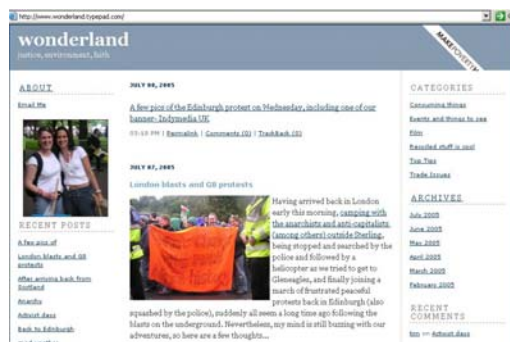 http://www.wonderland.typepad.com/
wonderland
justice, environment, faith
MAKEPOVERTY
ABOUT
Email Me
RECENT POSTS
A few pics of
London blasts and G8
protests
After arriving back from
Scotland
Anarchy
Advout days
Back to Edinburgh
JULY 08, 2005
A few pics of the Edinburgh protest on Wednesday, including one of our
banner- Indymedia UK
03:10 PM | Permalink | Comments (0) | TrackBack (0)
JULY 07, 2005
London blasts and G8 protests
Having arrived back in London
early this morning, camping with
the anarchists and anti-capitalists
(among others) outside Sterling,
being stopped and searched by the
police and followed by a
helicopter as we tried to get to
Gleneagles, and finally joining a
march of frustrated peaceful
protests back in Edinburgh (also
squashed by the police), suddenly all seem a long time ago following the
blasts on the underground. Nevertheless, my mind is still buzzing with our
adventures, so here are a few thoughts...
CATEGORIES
Consuming things
Events and things to see
Film
Recycled stuff is cool
Top Tips
Trade Issues
ARCHIVES
July 2005
June 2005
May 2005
April 2005
March 2005
February 2005
RECENT
COMMENTS
on Advout days